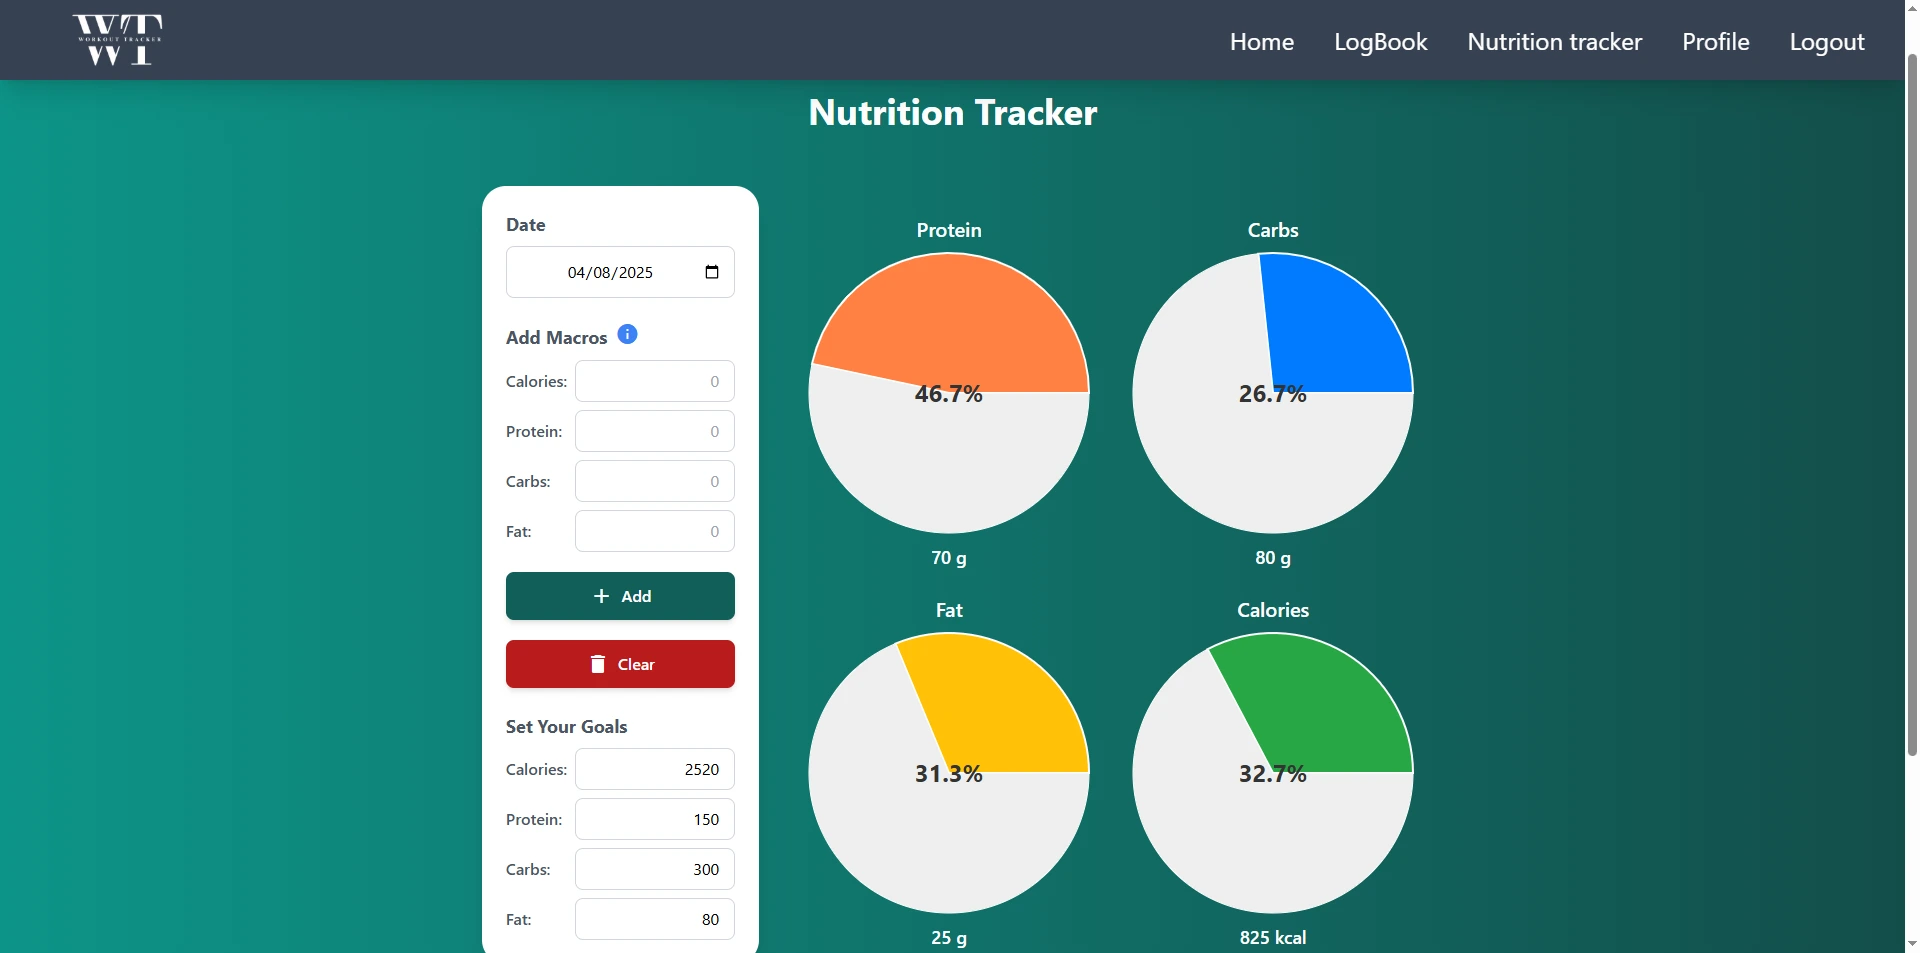 WT
WORKOUT TRACKER
WT
Home
LogBook
Nutrition tracker
Profile
Logout
Nutrition Tracker
Date
04/08/2025
Add Macros
Calories:
0
Protein:
0
Carbs:
0
Fat:
0
+ Add
Clear
Set Your Goals
Calories:
2520
Protein:
150
Carbs:
300
Fat:
80
Protein
46.7%
70 g
Carbs
26.7%
80 g
Fat
31.3%
25 g
Calories
32.7%
825 kcal